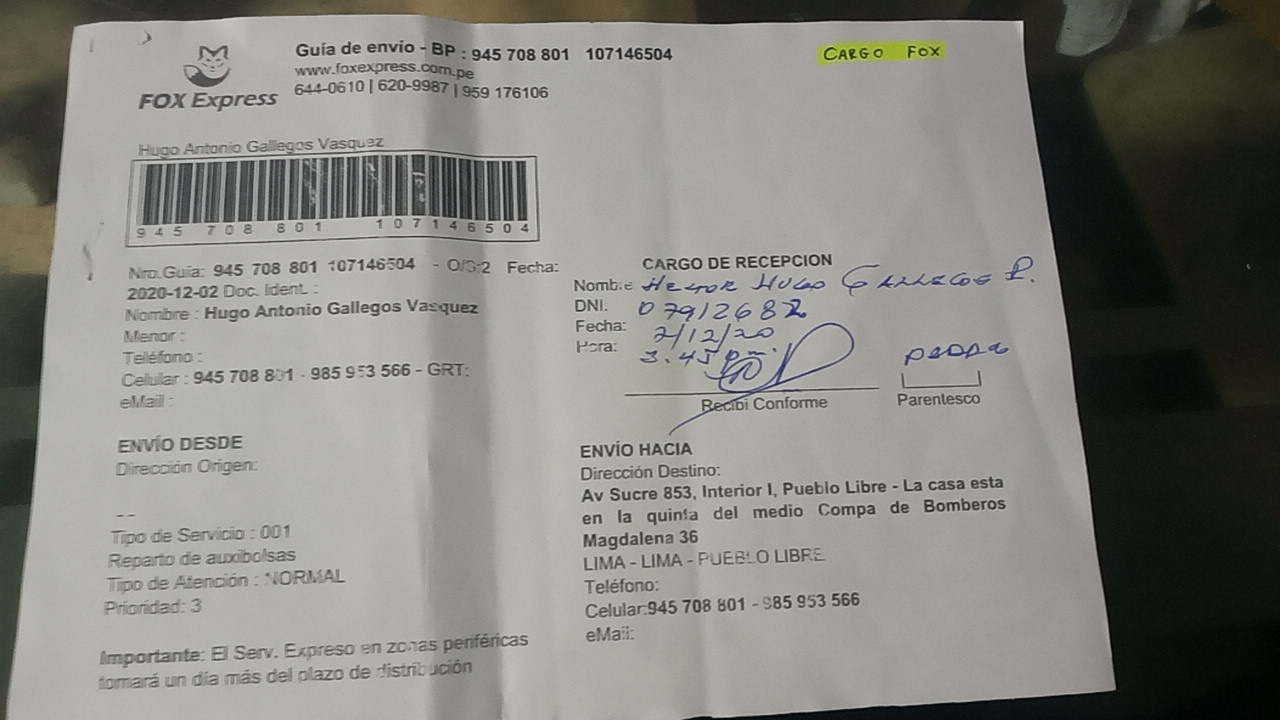 FOX Express
Guía de envío - BP : 945 708 801 107146504
www.foxexpress.com.pe
644-0610 | 620-9987 | 959 176106
CARGO FOX
Hugo Antonio Gallegos Vasquez
945 708 801 107146504
Nro.Guía: 945 708 801 107146504 - O/S:2 Fecha:
2020-12-02 Doc. Ident. :
Nombre : Hugo Antonio Gallegos Vasquez
Menor :
Teléfono :
Celular : 945 708 801 - 985 953 566 - GRT:
eMail :
CARGO DE RECEPCION
Nombre HECTOR HUGO GALLEGOS P.
DNI. 07912682
Fecha: 2/12/20
Hora: 3.45 pm.
Recibi Conforme
PADRE
Parentesco
ENVÍO DESDE
Dirección Origen:
--
Tipo de Servicio : 001
Reparto de auxibolsas
Tipo de Atención : NORMAL
Prioridad: 3
ENVÍO HACIA
Dirección Destino:
Av Sucre 853, Interior I, Pueblo Libre - La casa esta
en la quinta del medio Compa de Bomberos
Magdalena 36
LIMA - LIMA - PUEBLO LIBRE
Teléfono:
Celular:945 708 801 - 985 953 566
eMail:
Importante: El Serv. Expreso en zonas periféricas
tomará un día más del plazo de distribución